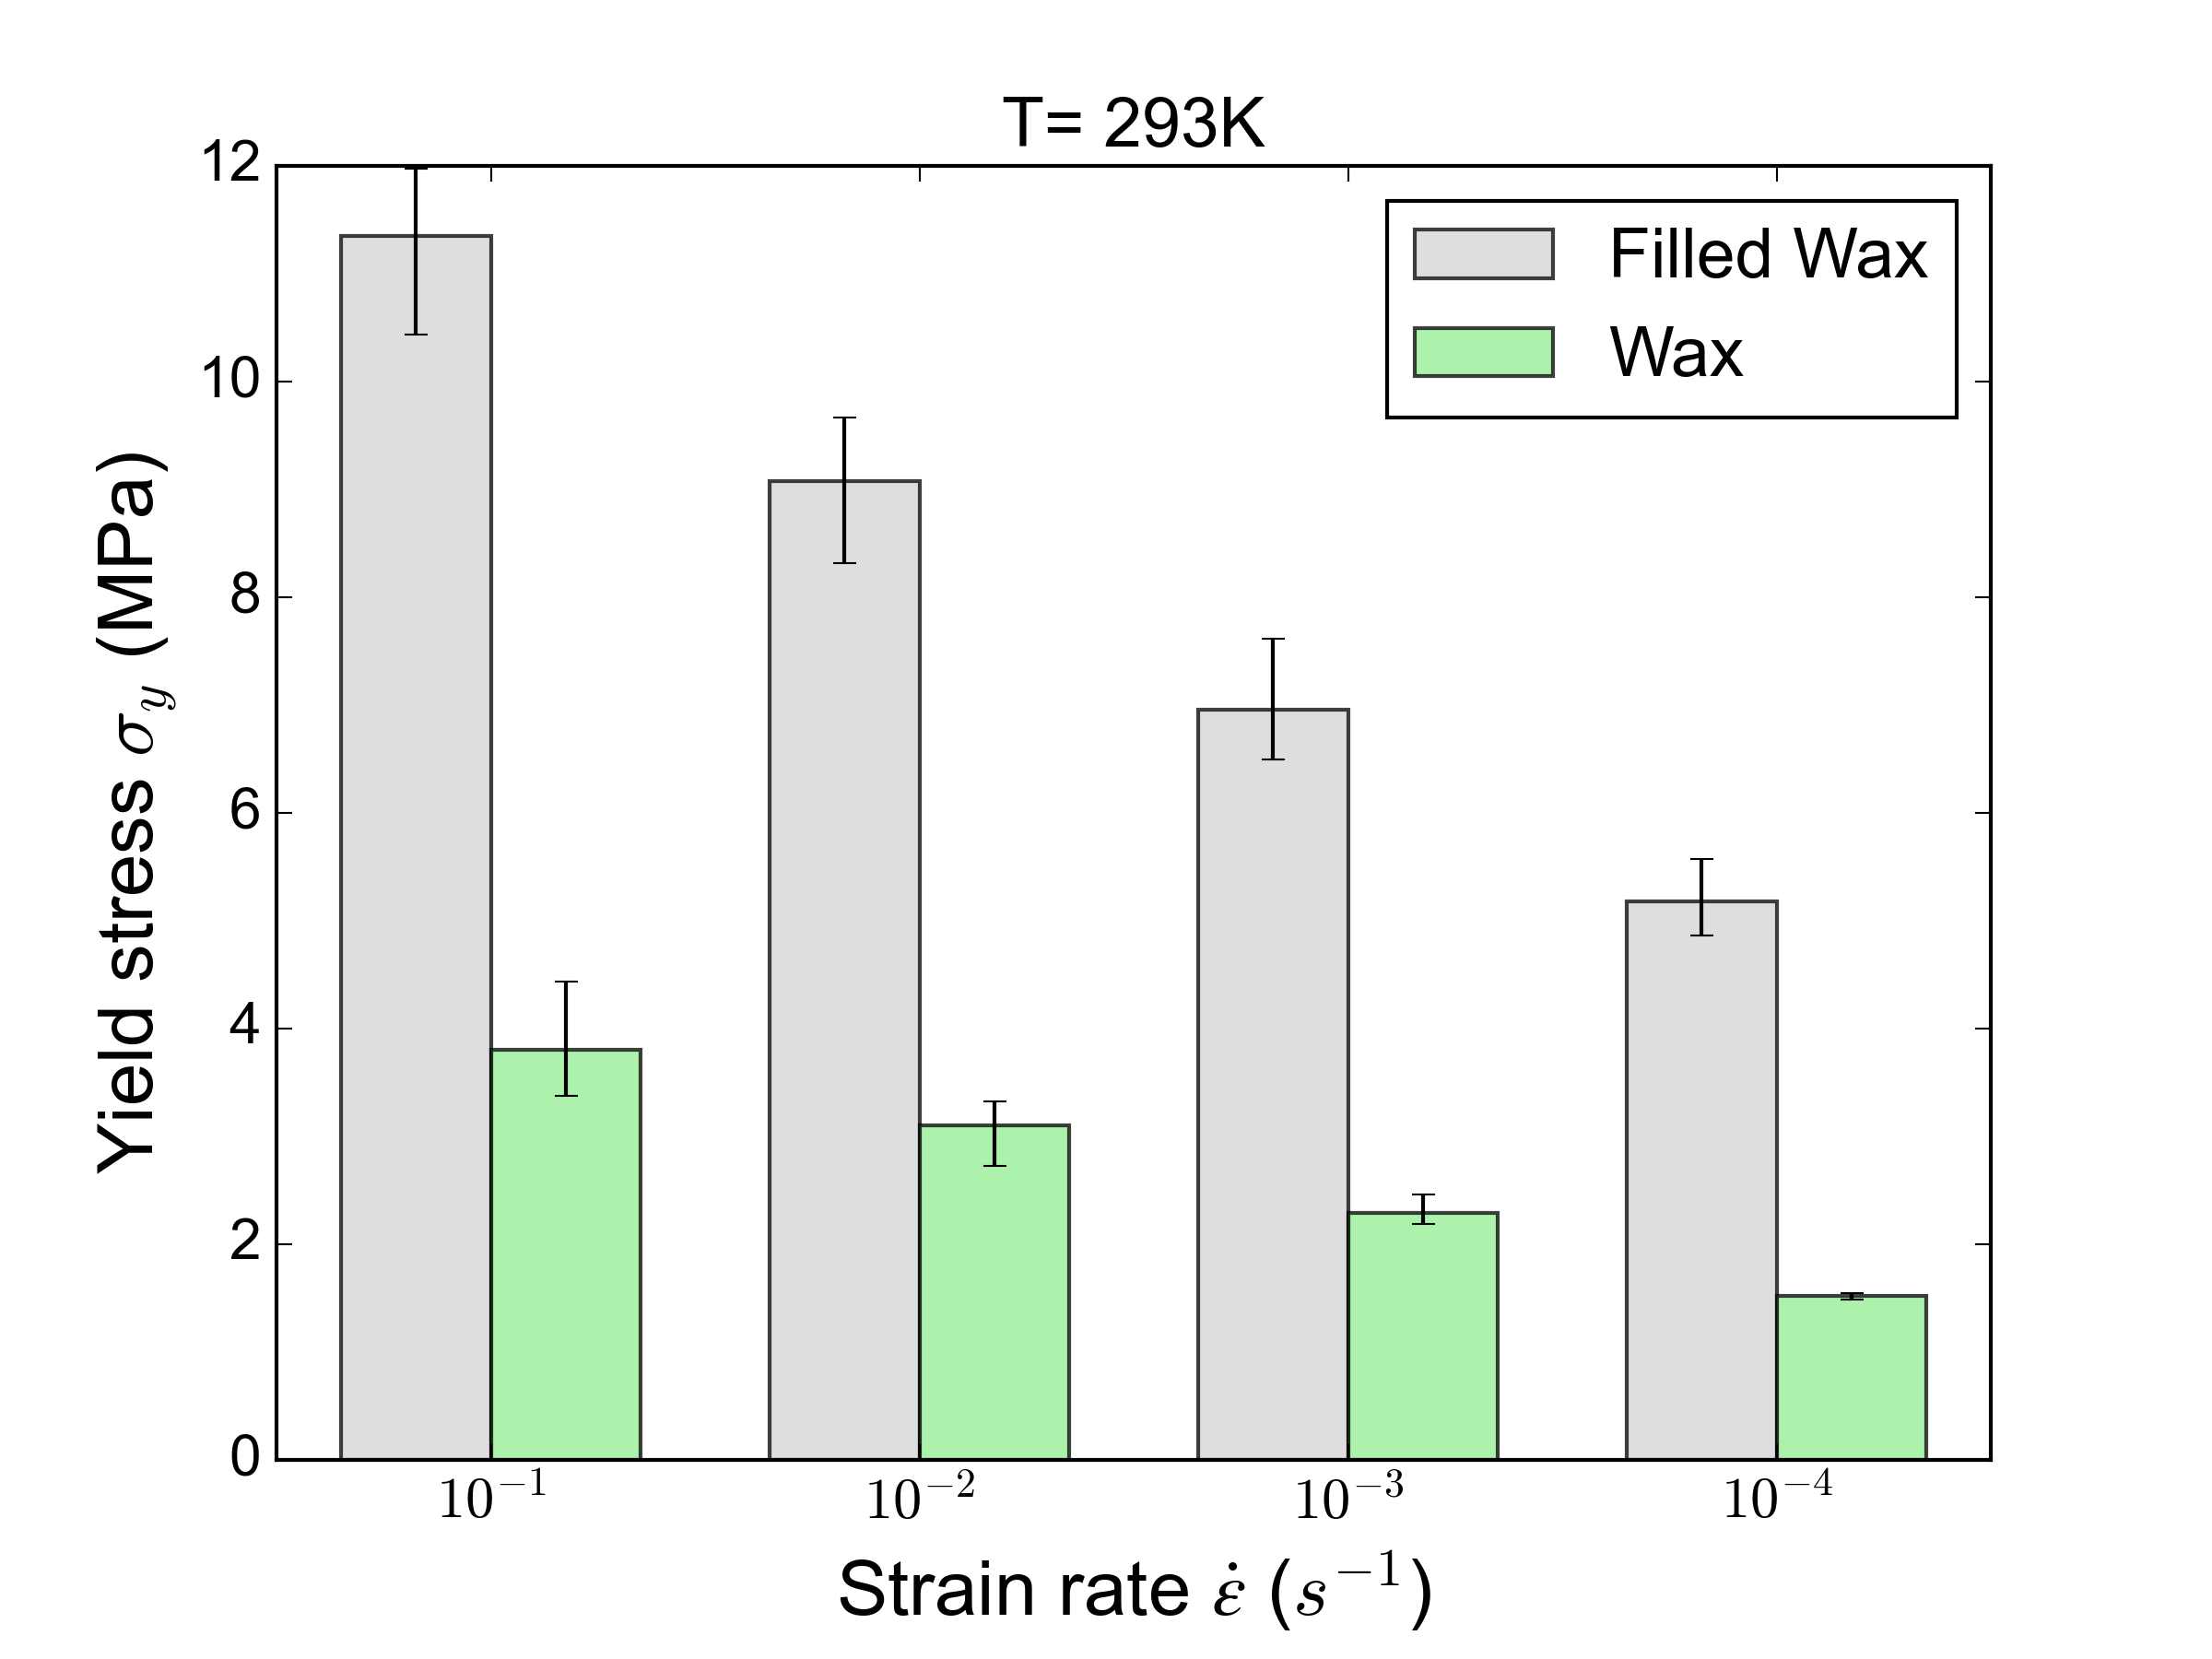 T= 293K
12
10
8
6
4
2
0
Yield stress σ_y (MPa)
Filled Wax
Wax
10⁻¹ 10⁻² 10⁻³ 10⁻⁴
Strain rate ε̇ (s⁻¹)